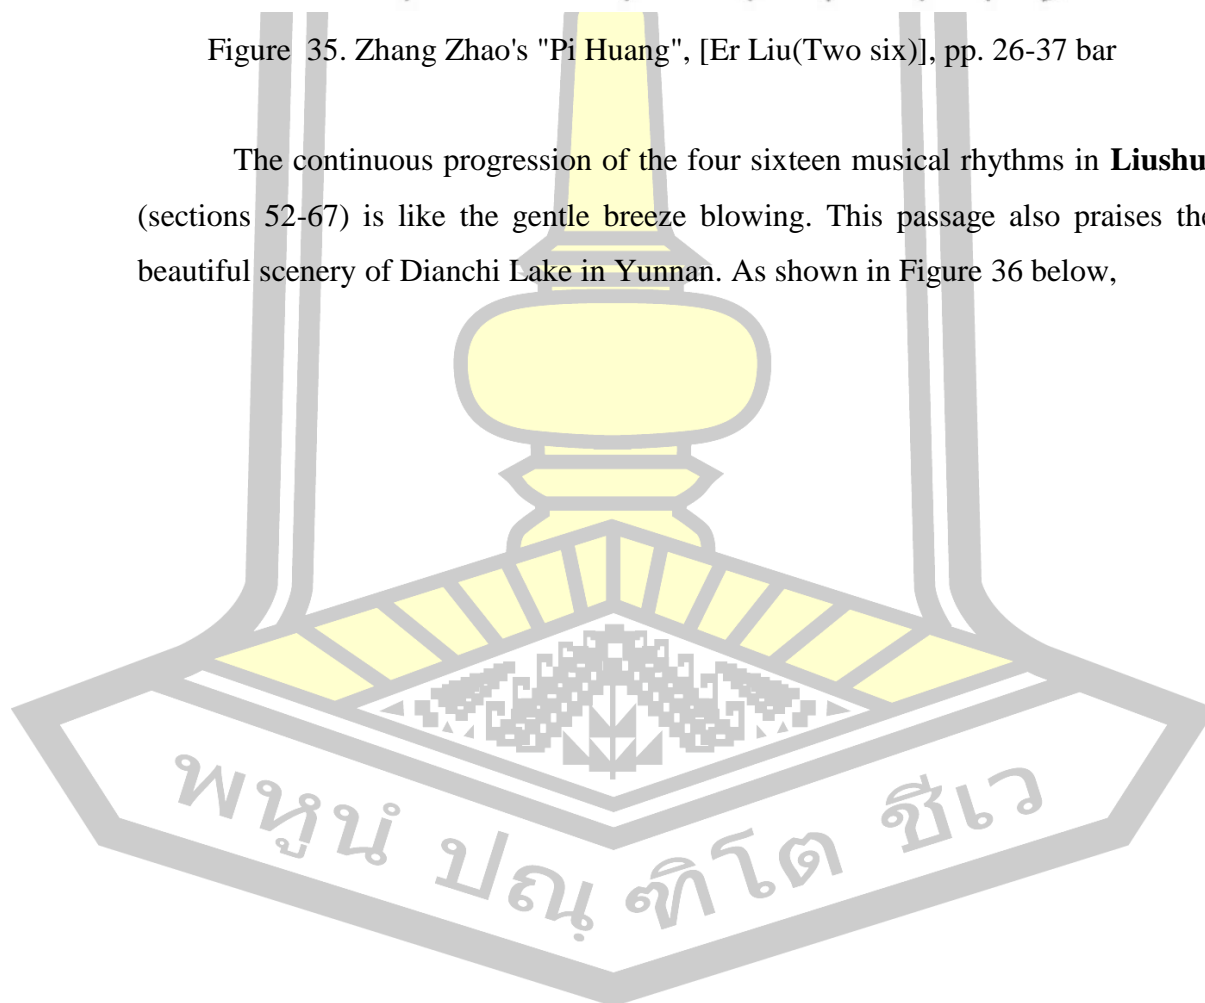 Figure 35. Zhang Zhao's "Pi Huang", [Er Liu(Two six)], pp. 26-37 bar
The continuous progression of the four sixteen musical rhythms in Liushu
(sections 52-67) is like the gentle breeze blowing. This passage also praises the
beautiful scenery of Dianchi Lake in Yunnan. As shown in Figure 36 below,
พหูนํ ปณฺฑิโต ชีเว